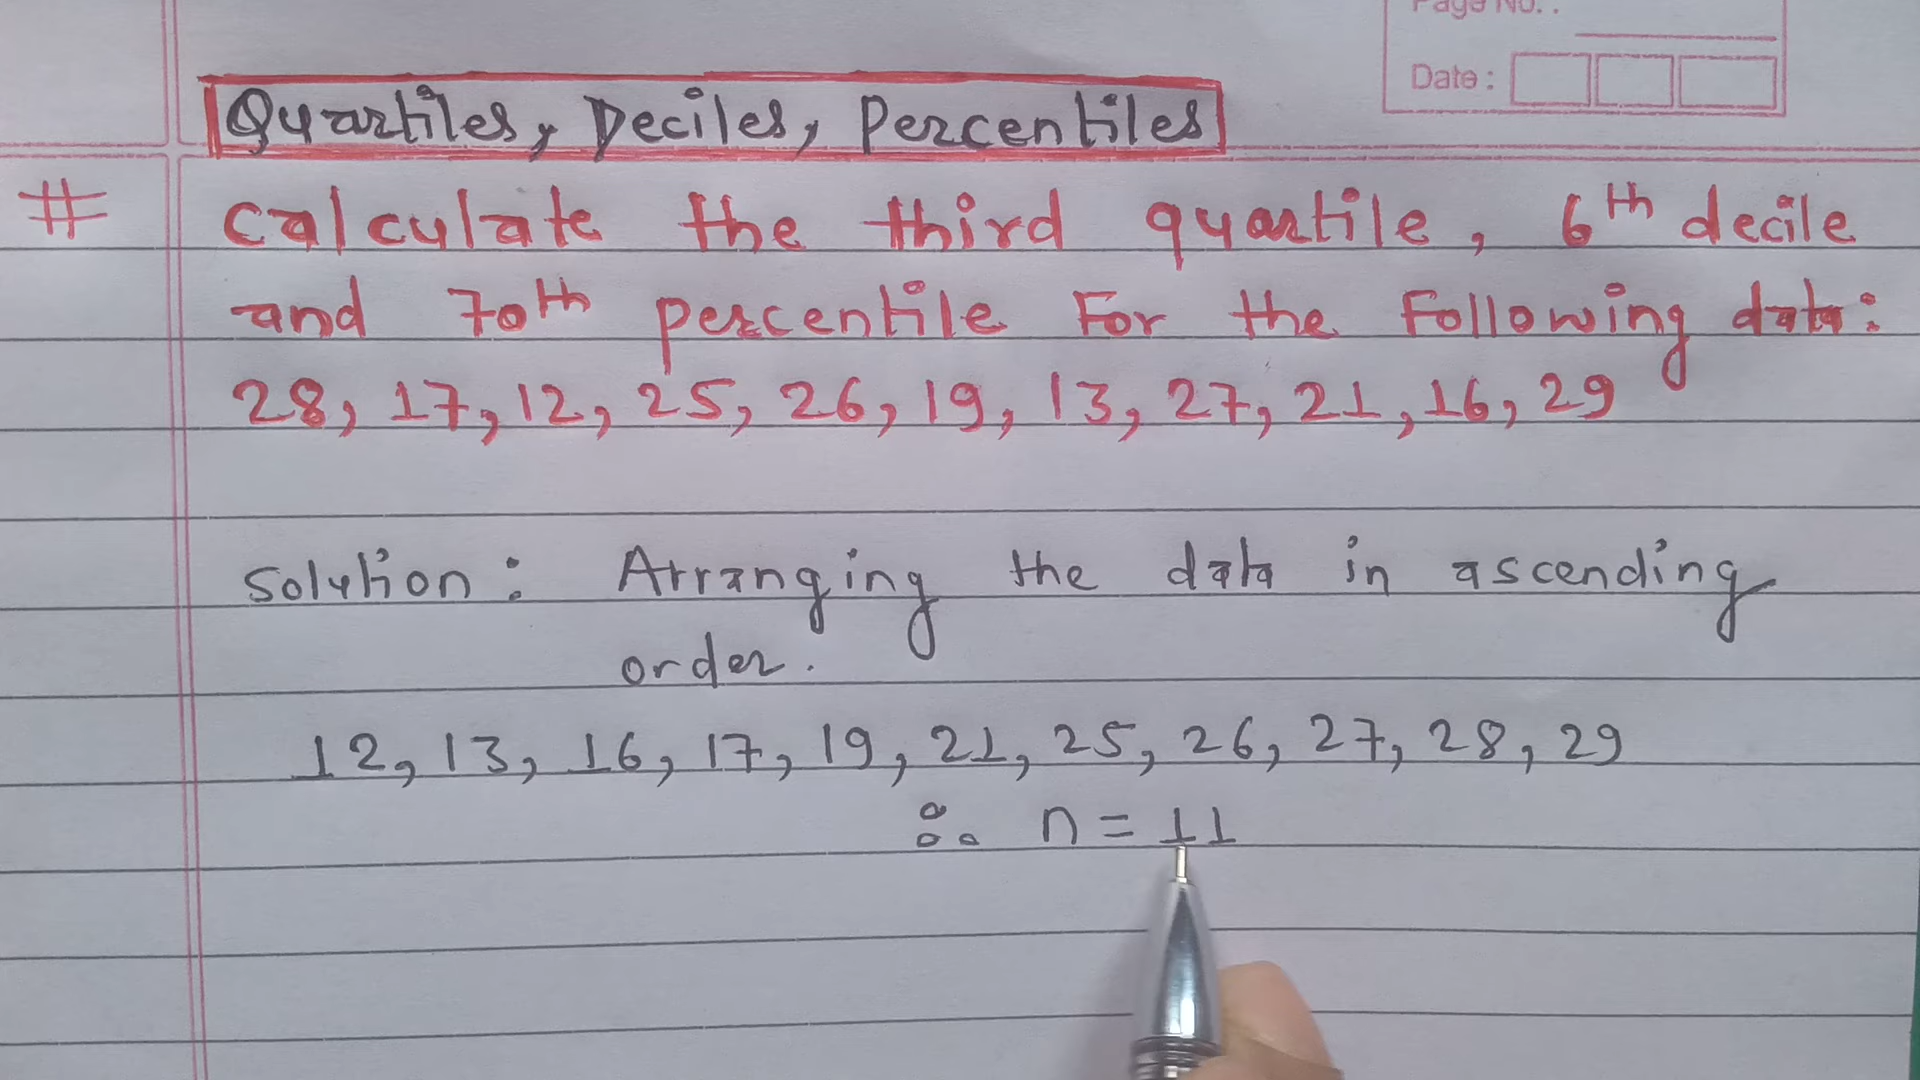 Page No. :
Date :
Quartiles, Deciles, Percentiles
# calculate the third quartile, 6th decile
and 70th percentile For the Following data:
28, 17, 12, 25, 26, 19, 13, 27, 21, 16, 29
Solution : Arranging the data in ascending
order.
12, 13, 16, 17, 19, 21, 25, 26, 27, 28, 29
∴ n = 11